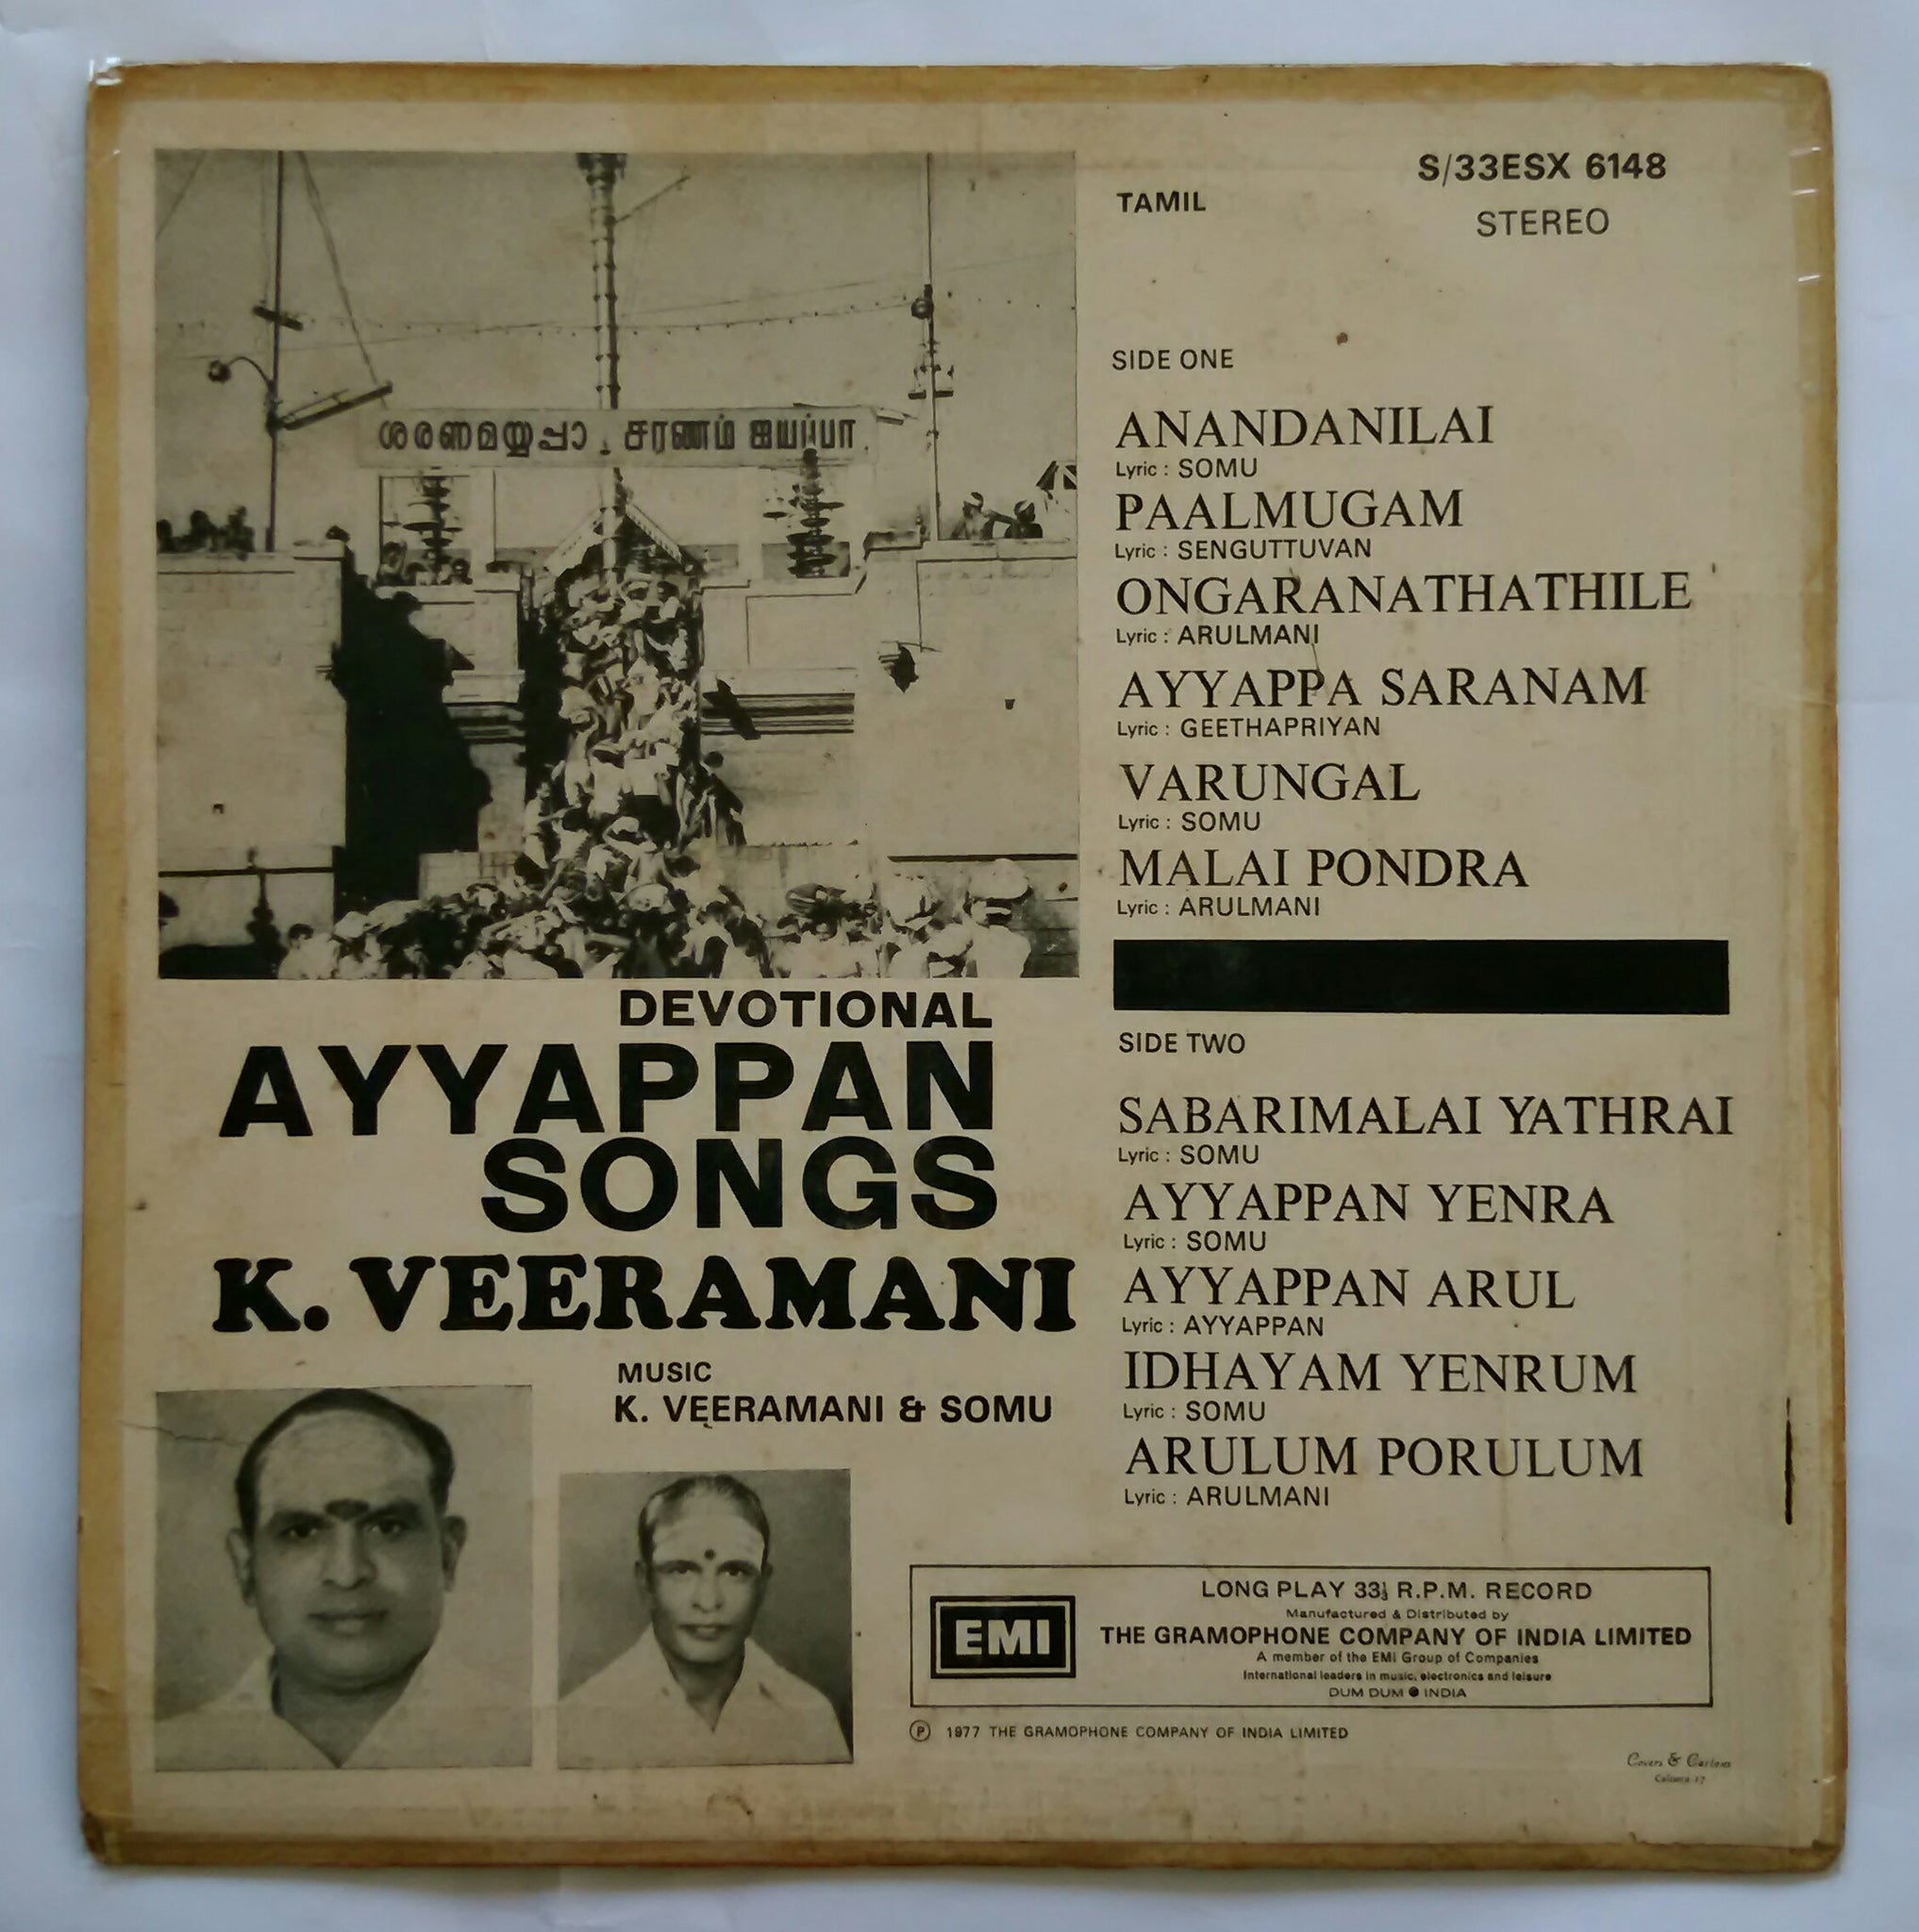 S/33ESX 6148
TAMIL
STEREO
ശരണമയ്യപ്പാ . சரணம் ஐயப்பா
SIDE ONE
ANANDANILAI
Lyric : SOMU
PAALMUGAM
Lyric : SENGUTTUVAN
ONGARANATHATHILE
Lyric : ARULMANI
AYYAPPA SARANAM
Lyric : GEETHAPRIYAN
VARUNGAL
Lyric : SOMU
MALAI PONDRA
Lyric : ARULMANI
SIDE TWO
SABARIMALAI YATHRAI
Lyric : SOMU
AYYAPPAN YENRA
Lyric : SOMU
AYYAPPAN ARUL
Lyric : AYYAPPAN
IDHAYAM YENRUM
Lyric : SOMU
ARULUM PORULUM
Lyric : ARULMANI
DEVOTIONAL
AYYAPPAN
SONGS
K. VEERAMANI
MUSIC
K. VEERAMANI & SOMU
EMI
LONG PLAY 33⅓ R.P.M. RECORD
Manufactured & Distributed by
THE GRAMOPHONE COMPANY OF INDIA LIMITED
A member of the EMI Group of Companies
International leaders in music, electronics and leisure
DUM DUM ● INDIA
Ⓟ 1977 THE GRAMOPHONE COMPANY OF INDIA LIMITED
Covers & Cartons